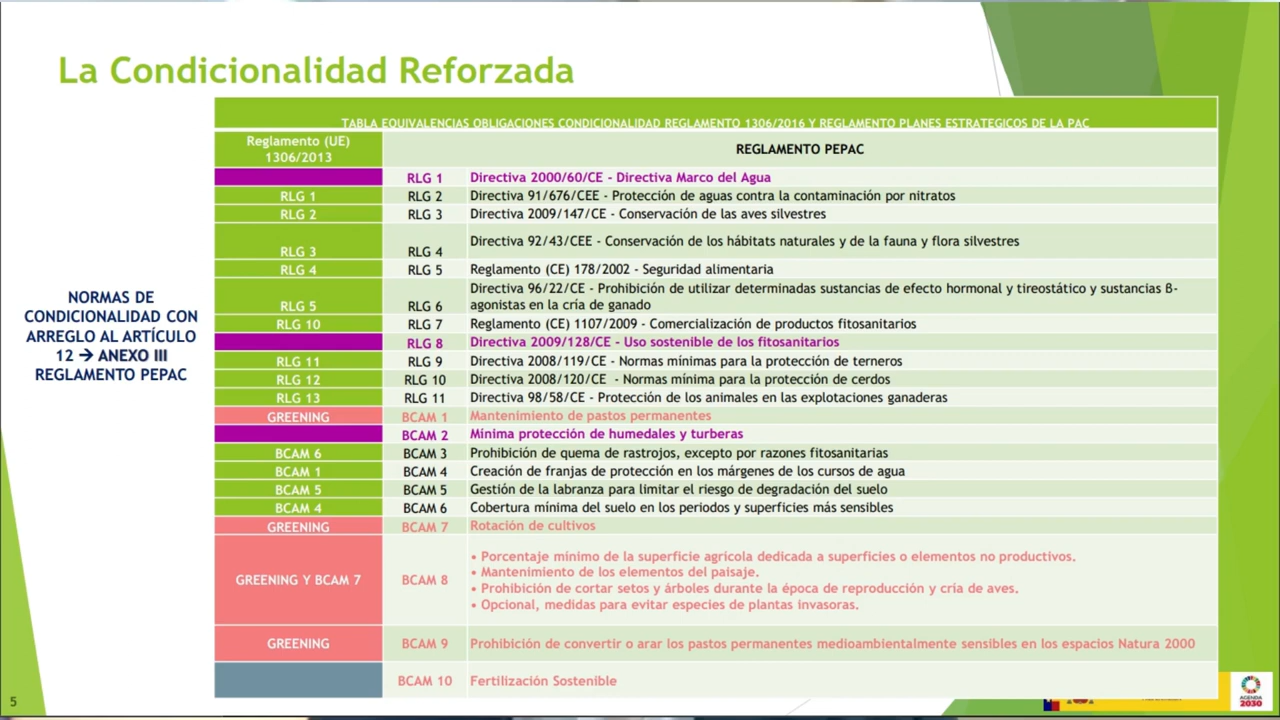 La Condicionalidad Reforzada
TABLA EQUIVALENCIAS OBLIGACIONES CONDICIONALIDAD REGLAMENTO 1306/2016 Y REGLAMENTO PLANES ESTRATEGICOS DE LA PAC
Reglamento (UE)
1306/2013
REGLAMENTO PEPAC
RLG 1 Directiva 2000/60/CE - Directiva Marco del Agua
RLG 1 RLG 2 Directiva 91/676/CEE - Protección de aguas contra la contaminación por nitratos
RLG 2 RLG 3 Directiva 2009/147/CE - Conservación de las aves silvestres
RLG 3 RLG 4 Directiva 92/43/CEE - Conservación de los hábitats naturales y de la fauna y flora silvestres
RLG 4 RLG 5 Reglamento (CE) 178/2002 - Seguridad alimentaria
RLG 5 RLG 6 Directiva 96/22/CE - Prohibición de utilizar determinadas sustancias de efecto hormonal y tireostático y sustancias ß-
agonistas en la cría de ganado
RLG 10 RLG 7 Reglamento (CE) 1107/2009 - Comercialización de productos fitosanitarios
RLG 8 Directiva 2009/128/CE - Uso sostenible de los fitosanitarios
RLG 11 RLG 9 Directiva 2008/119/CE - Normas mínimas para la protección de terneros
RLG 12 RLG 10 Directiva 2008/120/CE - Normas mínima para la protección de cerdos
RLG 13 RLG 11 Directiva 98/58/CE - Protección de los animales en las explotaciones ganaderas
GREENING BCAM 1 Mantenimiento de pastos permanentes
BCAM 2 Mínima protección de humedales y turberas
BCAM 6 BCAM 3 Prohibición de quema de rastrojos, excepto por razones fitosanitarias
BCAM 1 BCAM 4 Creación de franjas de protección en los márgenes de los cursos de agua
BCAM 5 BCAM 5 Gestión de la labranza para limitar el riesgo de degradación del suelo
BCAM 4 BCAM 6 Cobertura mínima del suelo en los periodos y superficies más sensibles
GREENING BCAM 7 Rotación de cultivos
GREENING Y BCAM 7 BCAM 8
• Porcentaje mínimo de la superficie agrícola dedicada a superficies o elementos no productivos.
• Mantenimiento de los elementos del paisaje.
• Prohibición de cortar setos y árboles durante la época de reproducción y cría de aves.
• Opcional, medidas para evitar especies de plantas invasoras.
GREENING BCAM 9 Prohibición de convertir o arar los pastos permanentes medioambientalmente sensibles en los espacios Natura 2000
BCAM 10 Fertilización Sostenible
NORMAS DE
CONDICIONALIDAD CON
ARREGLO AL ARTÍCULO
12 → ANEXO III
REGLAMENTO PEPAC
5
AGENDA
2030